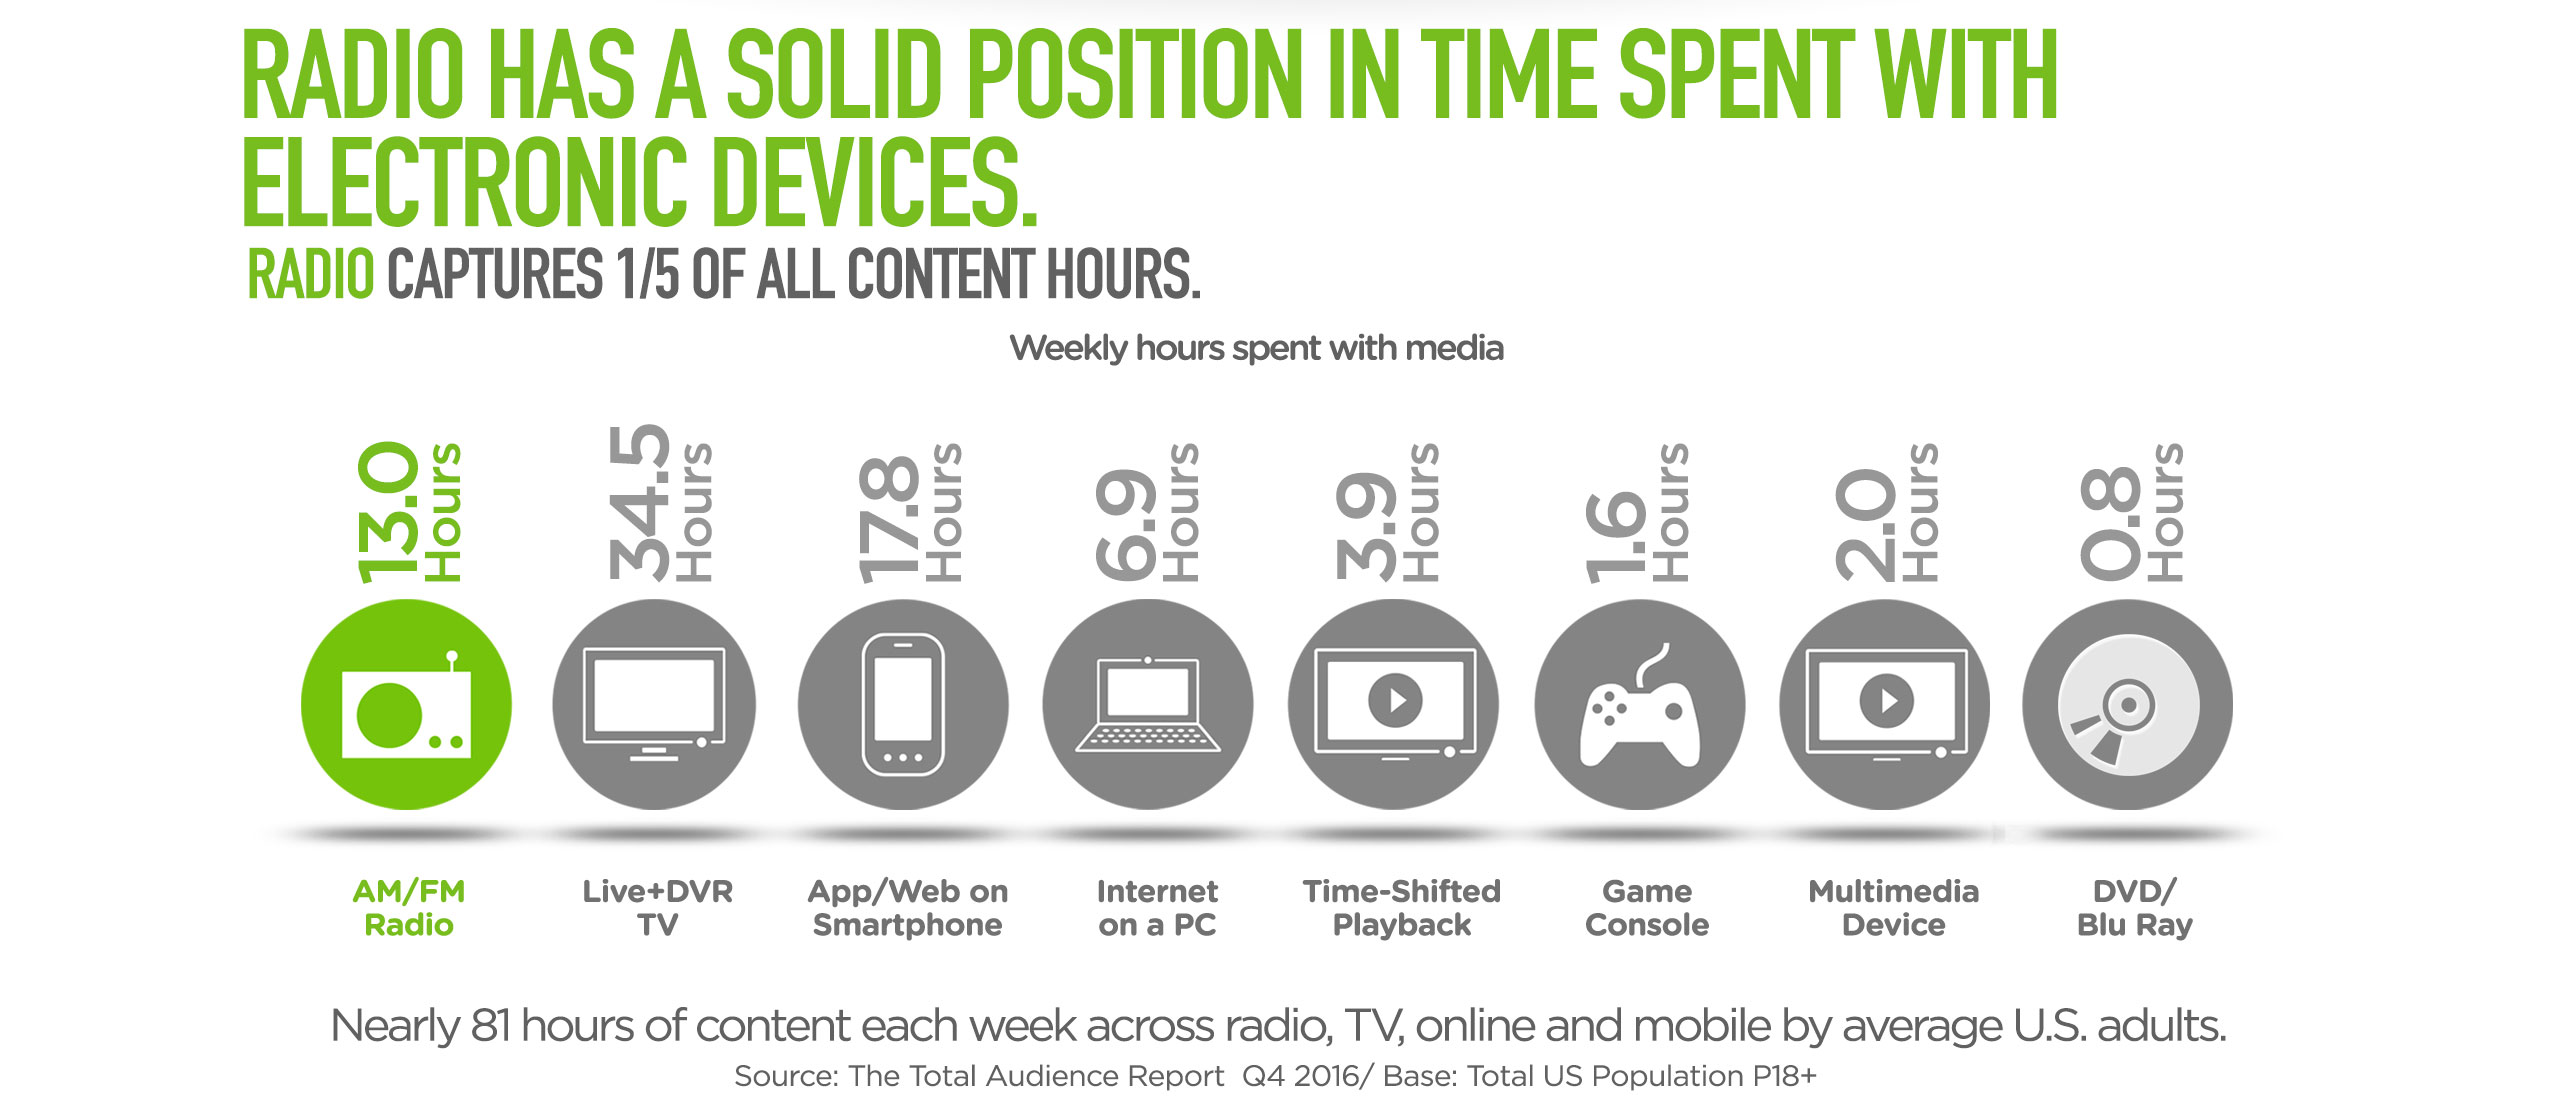 RADIO HAS A SOLID POSITION IN TIME SPENT WITH
ELECTRONIC DEVICES.
RADIO CAPTURES 1/5 OF ALL CONTENT HOURS.
Weekly hours spent with media
13.0
Hours
34.5
Hours
17.8
Hours
6.9
Hours
3.9
Hours
1.6
Hours
2.0
Hours
0.8
Hours
AM/FM
Radio
Live+DVR
TV
App/Web on
Smartphone
Internet
on a PC
Time-Shifted
Playback
Game
Console
Multimedia
Device
DVD/
Blu Ray
Nearly 81 hours of content each week across radio, TV, online and mobile by average U.S. adults.
Source: The Total Audience Report Q4 2016/ Base: Total US Population P18+